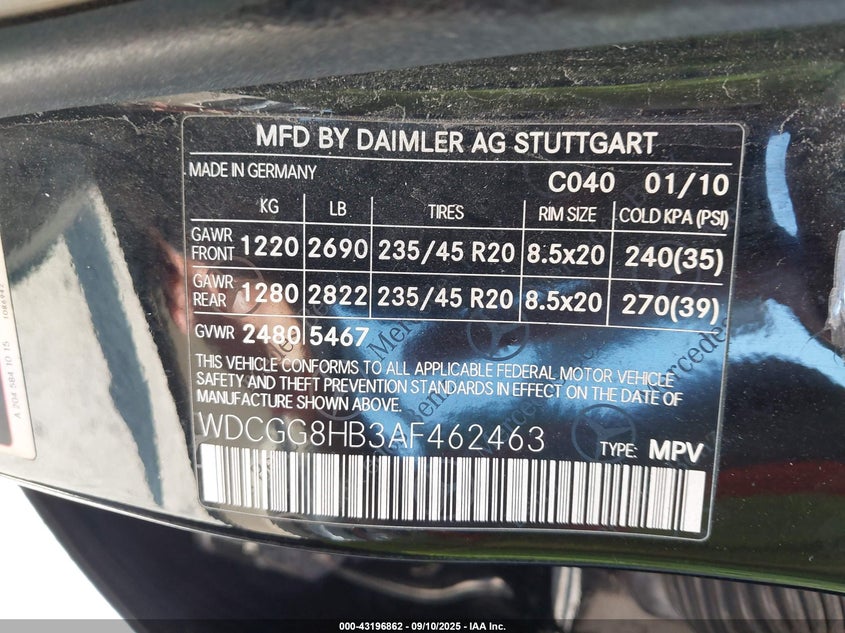 MFD BY DAIMLER AG STUTTGART
MADE IN GERMANY C040 01/10
KG LB TIRES RIM SIZE COLD KPA (PSI)
GAWR FRONT 1220 2690 235/45 R20 8.5x20 240(35)
GAWR REAR 1280 2822 235/45 R20 8.5x20 270(39)
GVWR 2480 5467
THIS VEHICLE CONFORMS TO ALL APPLICABLE FEDERAL MOTOR VEHICLE
SAFETY AND THEFT PREVENTION STANDARDS IN EFFECT ON THE DATE OF
MANUFACTURE SHOWN ABOVE.
WDCGG8HB3AF462463 TYPE: MPV
A 204 584 10 15
000-43196862 - 09/10/2025 - IAA Inc.